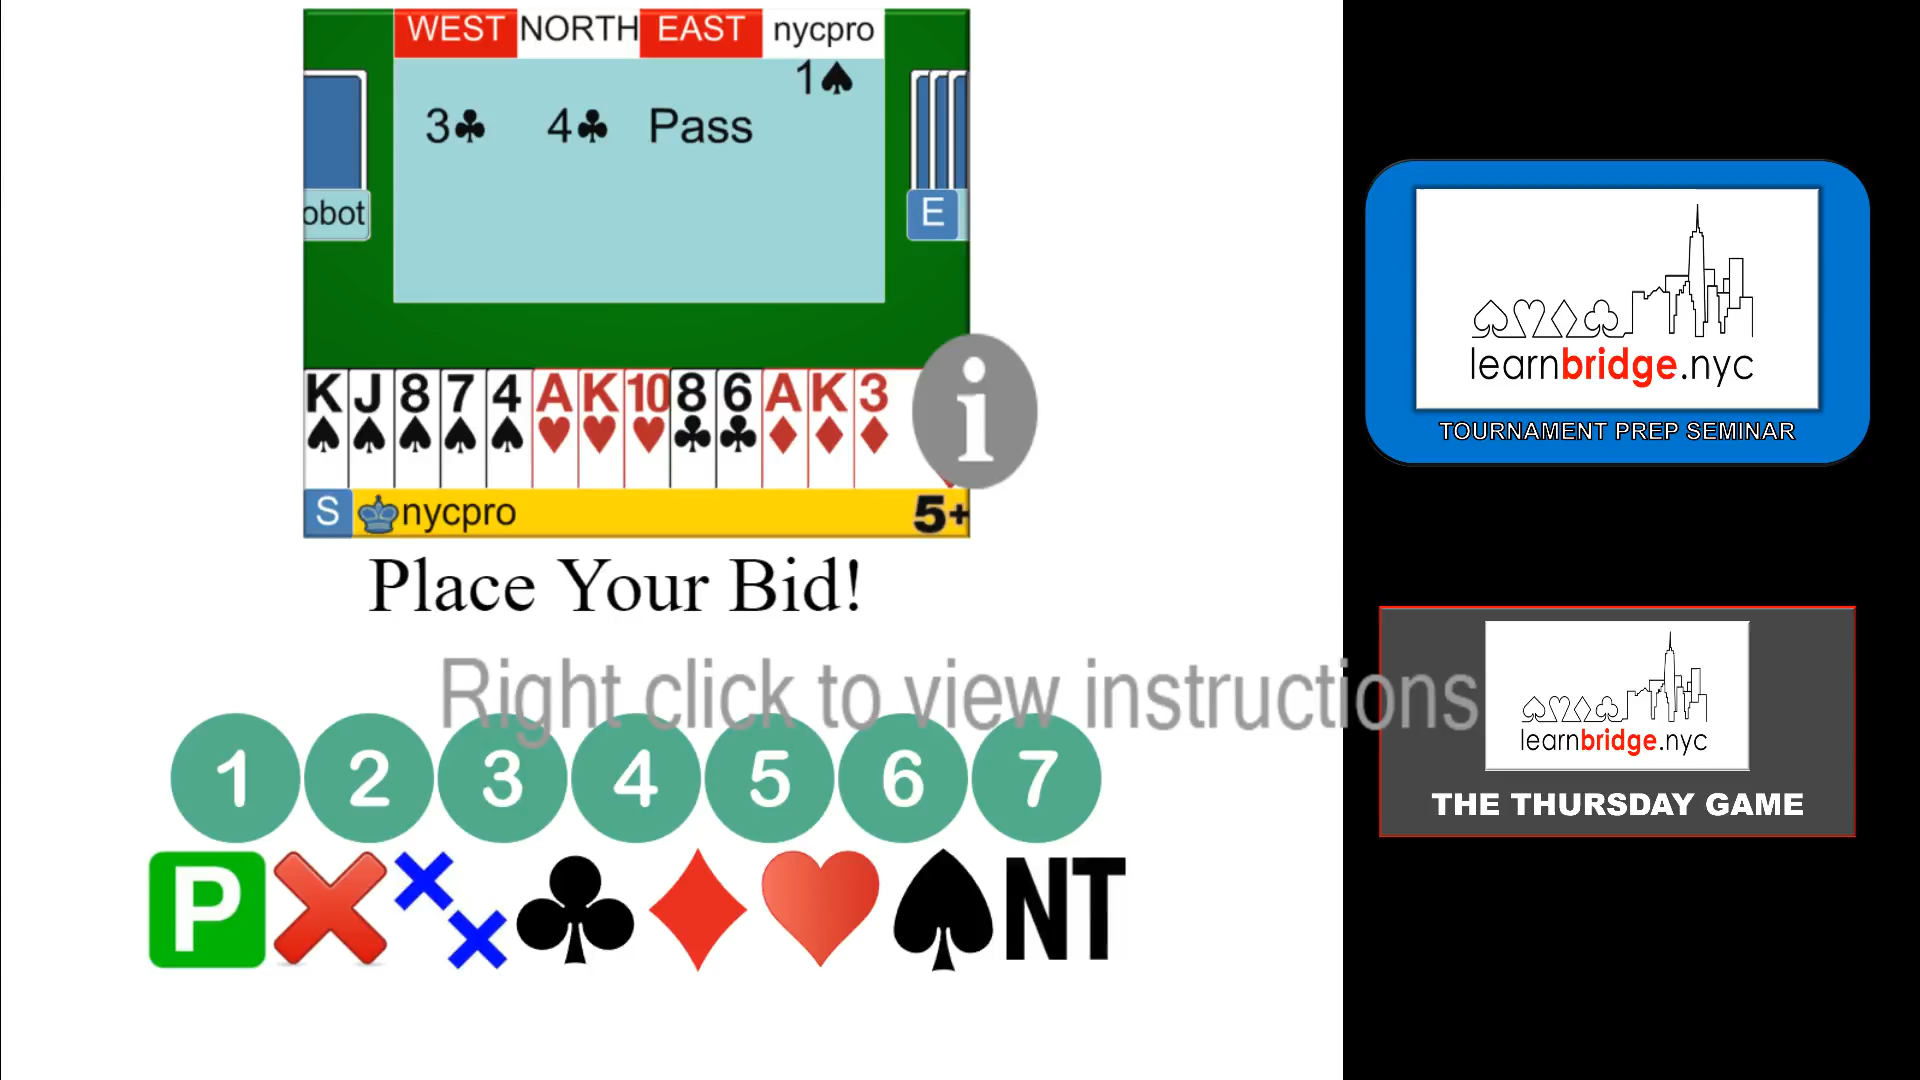 WEST NORTH EAST nycpro
1♠
3♣ 4♣ Pass
obot
E
K J 8 7 4 A K 10 8 6 A K 3
♠ ♠ ♠ ♠ ♠ ♥ ♥ ♥ ♣ ♣ ♦ ♦ ♦
i
S nycpro 5+
Place Your Bid!
Right click to view instructions
1 2 3 4 5 6 7
P NT
learnbridge.nyc
TOURNAMENT PREP SEMINAR
learnbridge.nyc
THE THURSDAY GAME